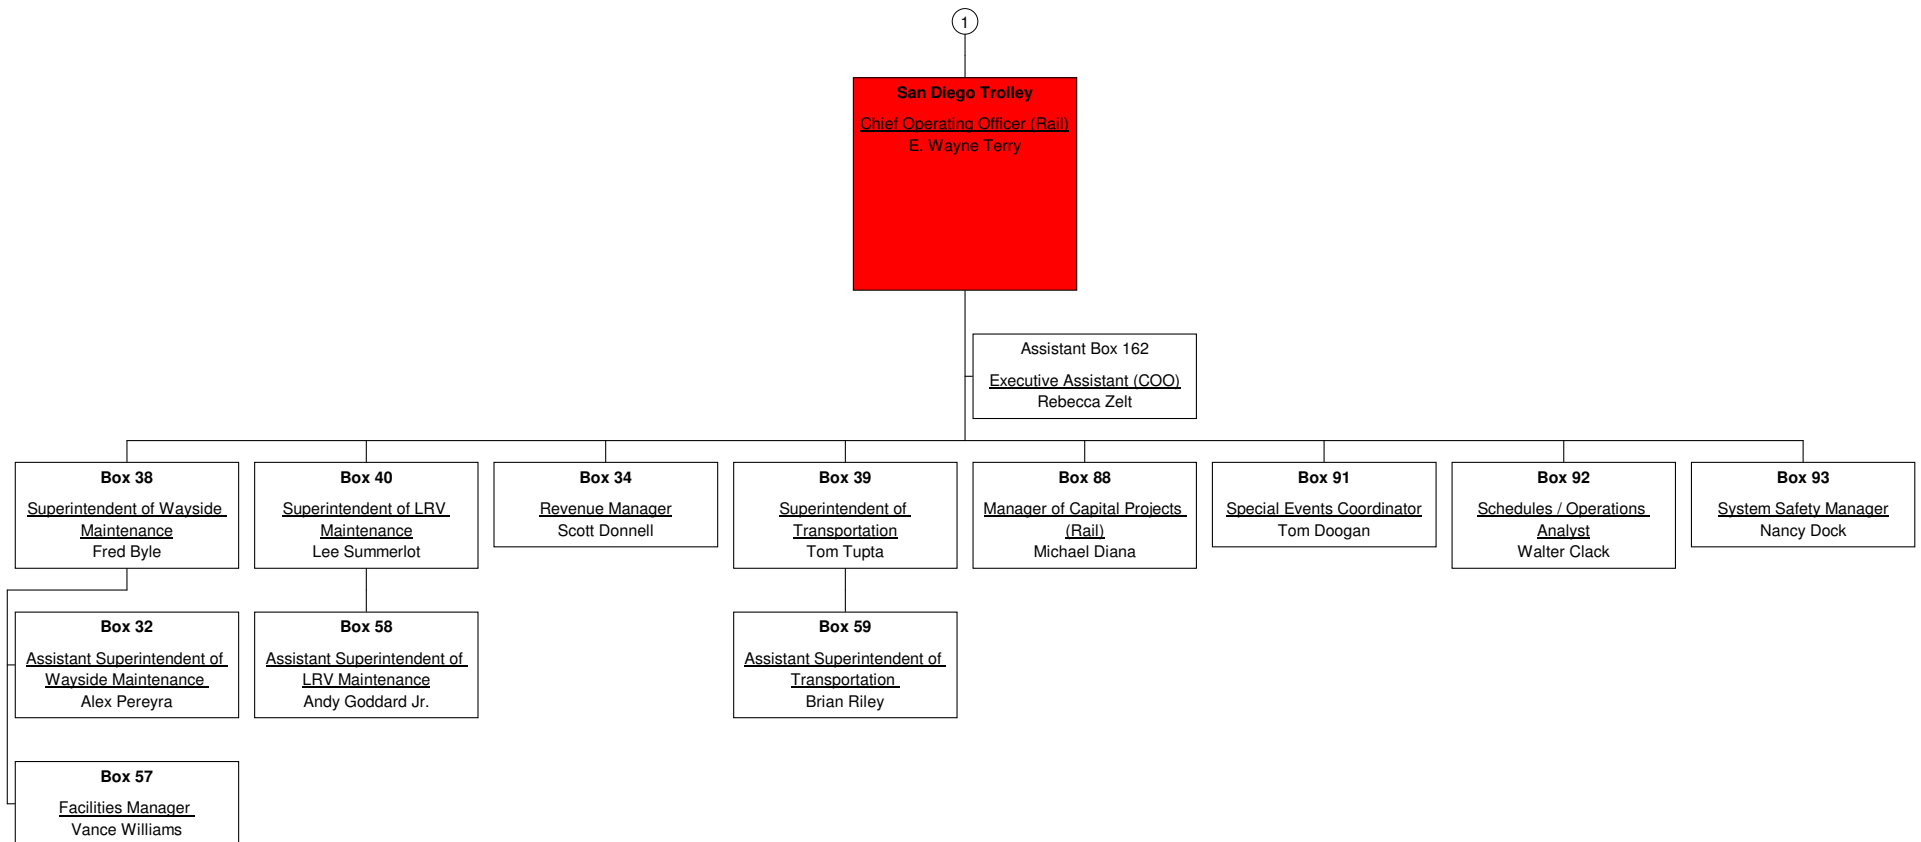 1
San Diego Trolley
Chief Operating Officer (Rail)
E. Wayne Terry
Assistant Box 162
Executive Assistant (COO)
Rebecca Zelt
Box 38
Superintendent of Wayside
Maintenance
Fred Byle
Box 40
Superintendent of LRV
Maintenance
Lee Summerlot
Box 34
Revenue Manager
Scott Donnell
Box 39
Superintendent of
Transportation
Tom Tupta
Box 88
Manager of Capital Projects
(Rail)
Michael Diana
Box 91
Special Events Coordinator
Tom Doogan
Box 92
Schedules / Operations
Analyst
Walter Clack
Box 93
System Safety Manager
Nancy Dock
Box 32
Assistant Superintendent of
Wayside Maintenance
Alex Pereyra
Box 58
Assistant Superintendent of
LRV Maintenance
Andy Goddard Jr.
Box 59
Assistant Superintendent of
Transportation
Brian Riley
Box 57
Facilities Manager
Vance Williams